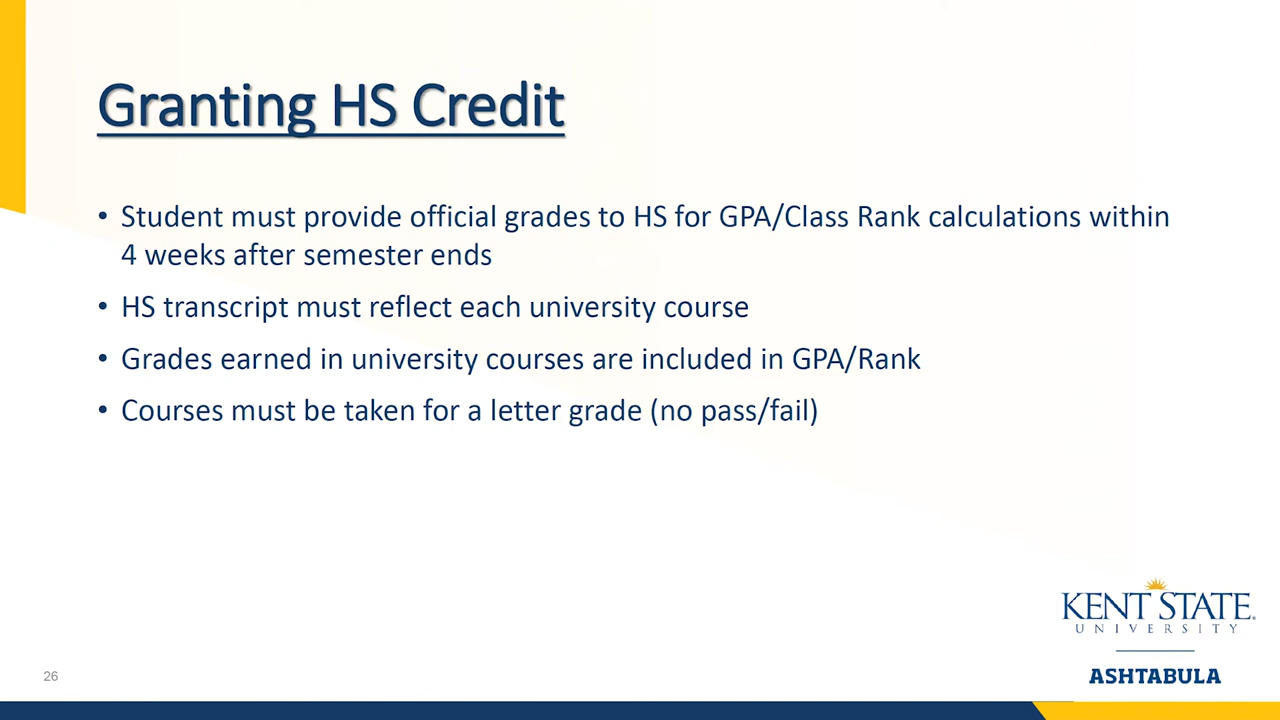 Granting HS Credit
• Student must provide official grades to HS for GPA/Class Rank calculations within
4 weeks after semester ends
• HS transcript must reflect each university course
• Grades earned in university courses are included in GPA/Rank
• Courses must be taken for a letter grade (no pass/fail)
KENT STATE
UNIVERSITY
ASHTABULA
26